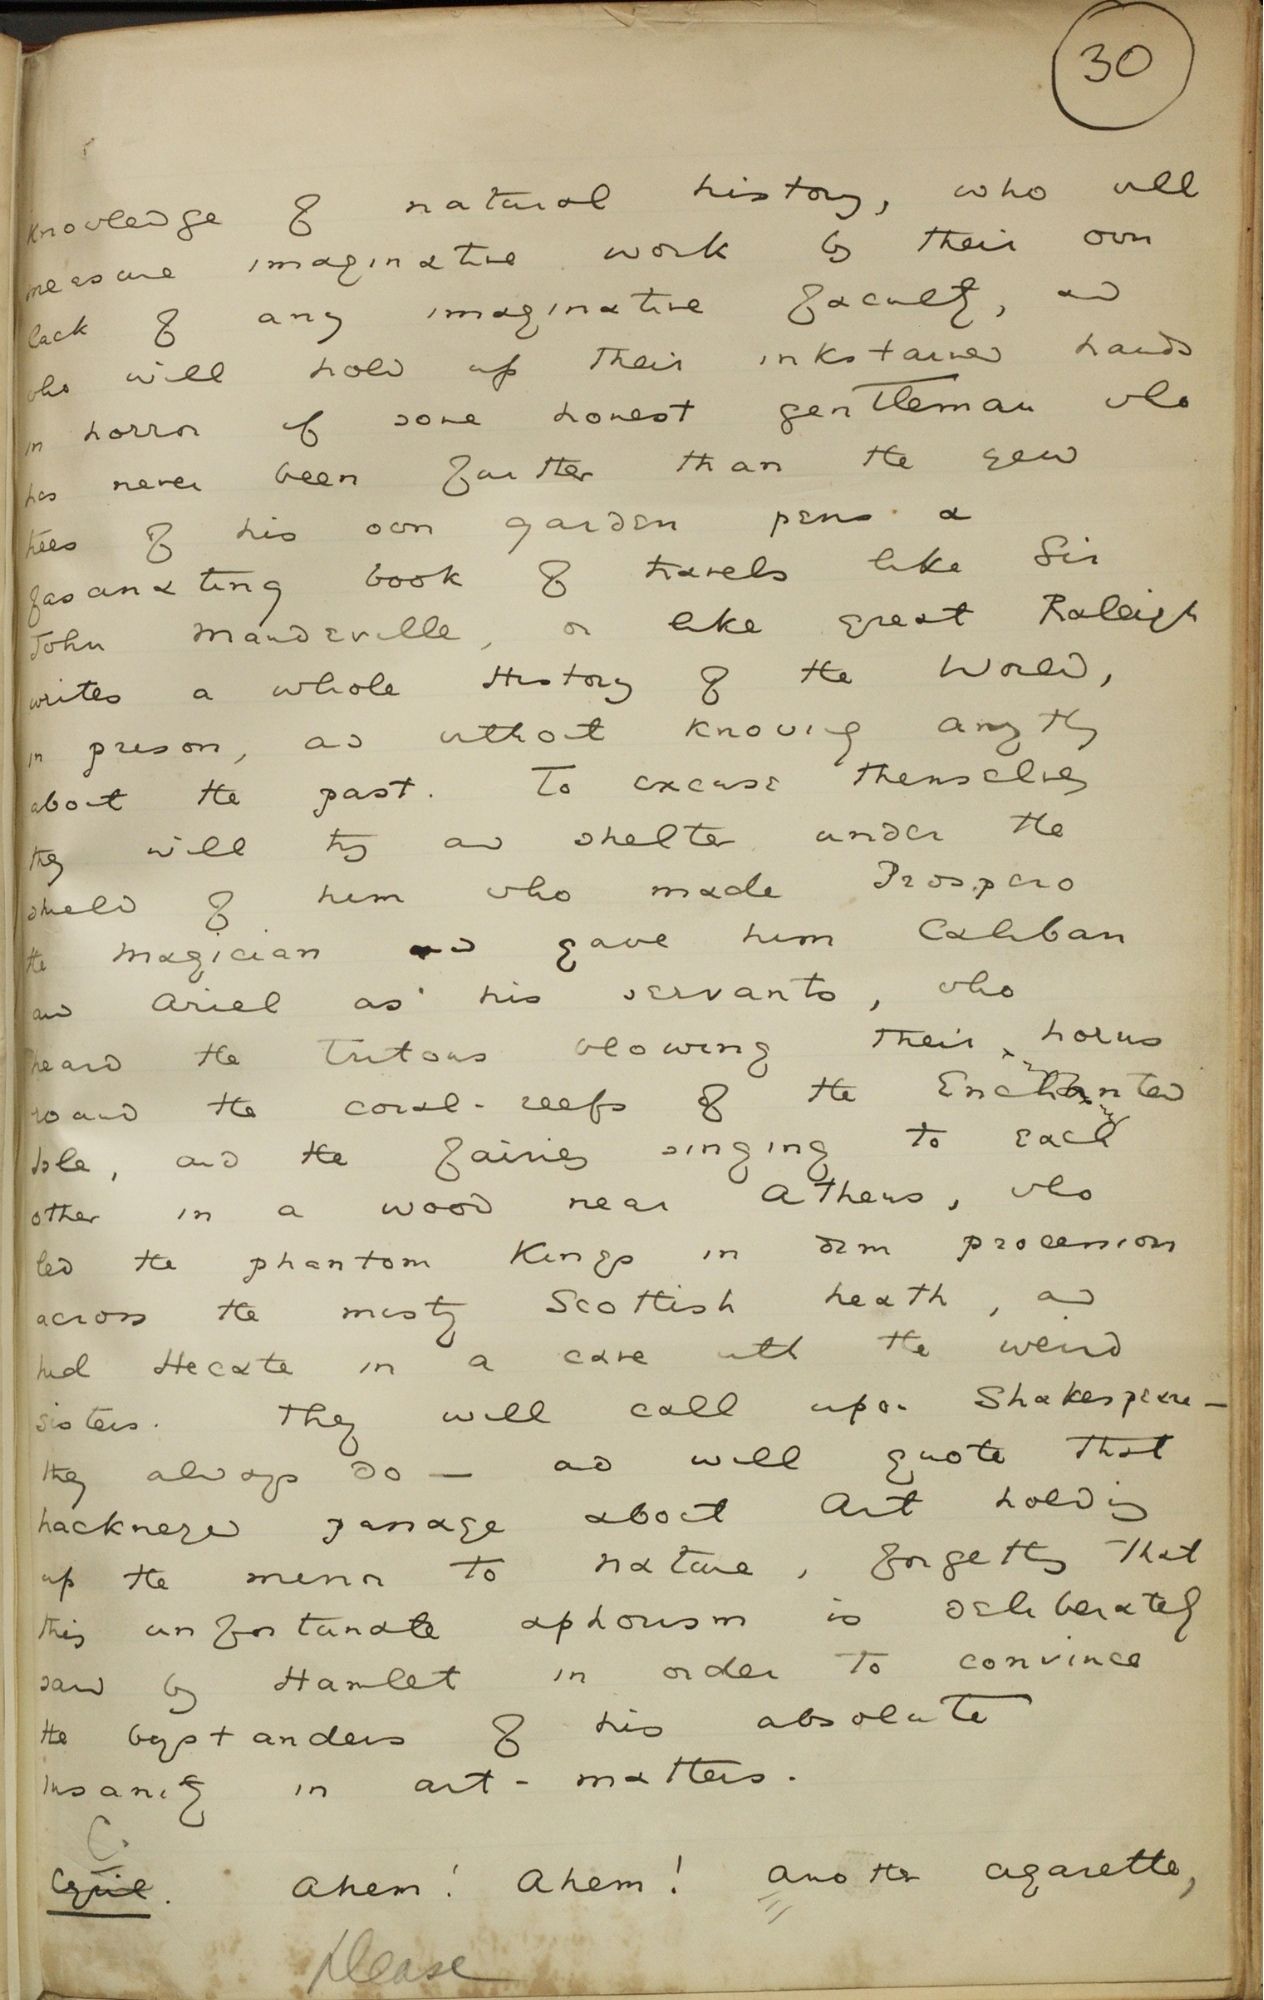 30
knowledge of natural history, who will
measure imaginative work by their own
lack of any imaginative faculty, and
who will hold up their inkstained hands
in horror if some honest gentleman who
has never been farther than the yew
trees of his own garden pens a
fascinating book of travels like Sir
John Mandeville, or like great Raleigh
writes a whole History of the World,
in prison, and without knowing anything
about the past. To excuse themselves
they will try and shelter under the
shield of him who made Prospero
the magician and gave him Caliban
and Ariel as his servants, who
heard the Tritons blowing their horns
round the coral-reefs of the Enchanted
Isle, and the fairies singing to each
other in a wood near Athens, who
led the phantom Kings in dim procession
across the misty Scottish heath, and
hid Hecate in a cave with the weird
sisters. They will call upon Shakespeare —
they always do — and will quote that
hackneyed passage about Art holding
up the mirror to nature, forgetting that
this unfortunate aphorism is deliberately
said by Hamlet in order to convince
the bystanders of his absolute
insanity in art-matters.
C.
Cyril. Ahem! Ahem! Another cigarette,
please